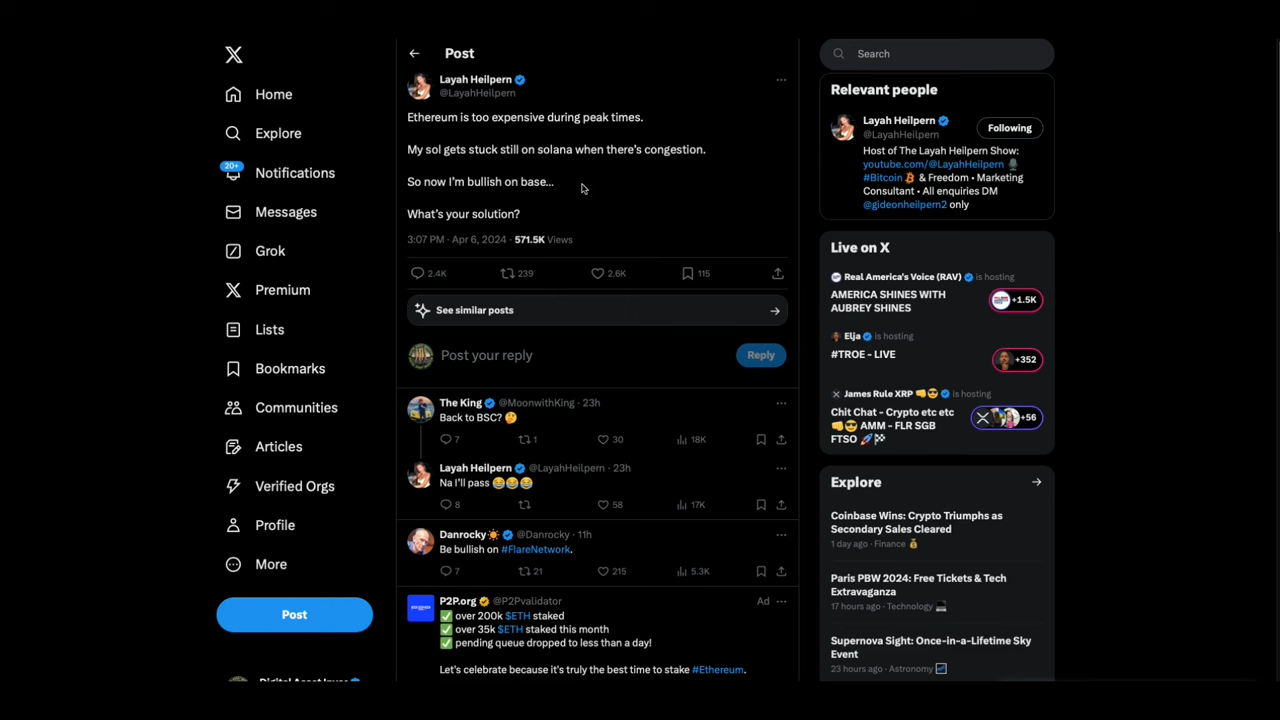 Home
Explore
20+
Notifications
Messages
Grok
Premium
Lists
Bookmarks
Communities
Articles
Verified Orgs
Profile
More
Post
Post
Layah Heilpern
@LayahHeilpern
Ethereum is too expensive during peak times.
My sol gets stuck still on solana when there's congestion.
So now I'm bullish on base...
What's your solution?
3:07 PM · Apr 6, 2024 · 571.5K Views
2.4K 239 2.6K 115
See similar posts
Post your reply
Reply
The King @MoonwithKing · 23h
Back to BSC? 🤔
7 1 30 18K
Layah Heilpern @LayahHeilpern · 23h
Na I'll pass 😂😂😂
8 58 17K
Danrocky☀️ @Danrocky · 11h
Be bullish on #FlareNetwork.
7 21 215 5.3K
P2P.org @P2Pvalidator Ad
✅ over 200k $ETH staked
✅ over 35k $ETH staked this month
✅ pending queue dropped to less than a day!
Let's celebrate because it's truly the best time to stake #Ethereum.
Search
Relevant people
Layah Heilpern
@LayahHeilpern
Following
Host of The Layah Heilpern Show:
youtube.com/@LayahHeilpern 🎙️
#Bitcoin & Freedom • Marketing
Consultant • All enquiries DM
@gideonheilpern2 only
Live on X
Real America's Voice (RAV) is hosting
AMERICA SHINES WITH
AUBREY SHINES
+1.5K
Elja is hosting
#TROE - LIVE
+352
James Rule XRP 👊😎 is hosting
Chit Chat - Crypto etc etc
👊😎 AMM - FLR SGB
FTSO 🚀🏁
+56
Explore
Coinbase Wins: Crypto Triumphs as
Secondary Sales Cleared
1 day ago · Finance 💰
Paris PBW 2024: Free Tickets & Tech
Extravaganza
17 hours ago · Technology 💻
Supernova Sight: Once-in-a-Lifetime Sky
Event
23 hours ago · Astronomy 🌌